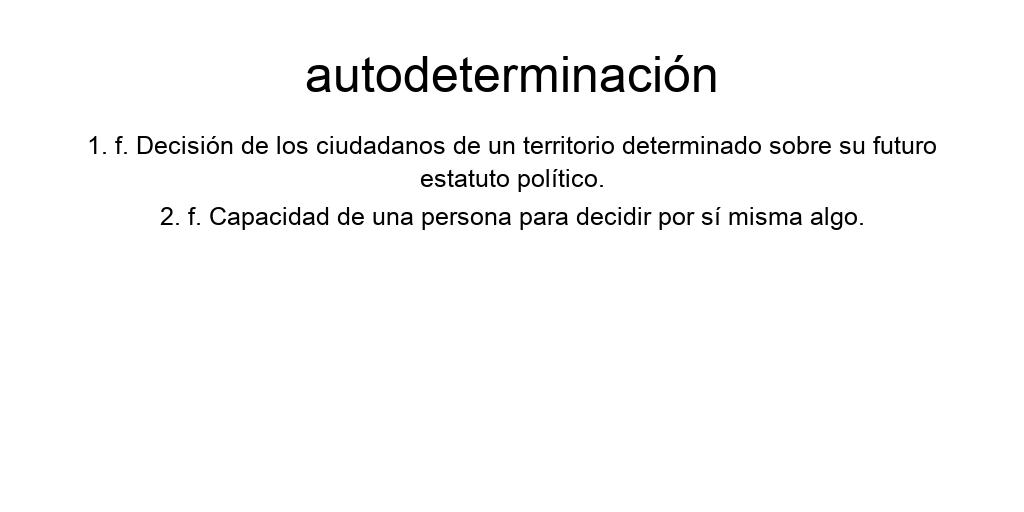 autodeterminación
1. f. Decisión de los ciudadanos de un territorio determinado sobre su futuro
estatuto político.
2. f. Capacidad de una persona para decidir por sí misma algo.